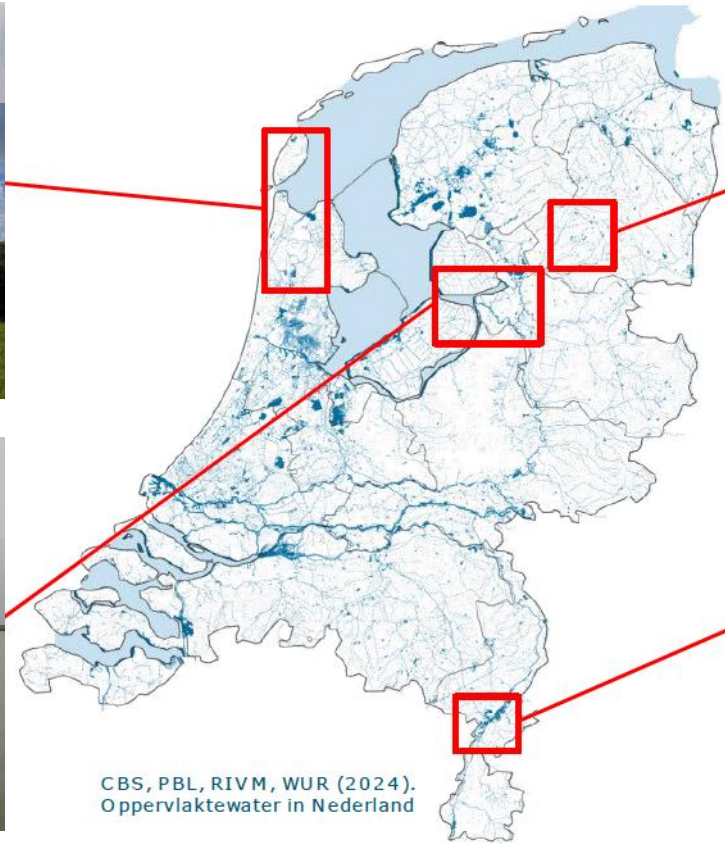 CBS, PBL, RIVM, WUR (2024).
Oppervlaktewater in Nederland